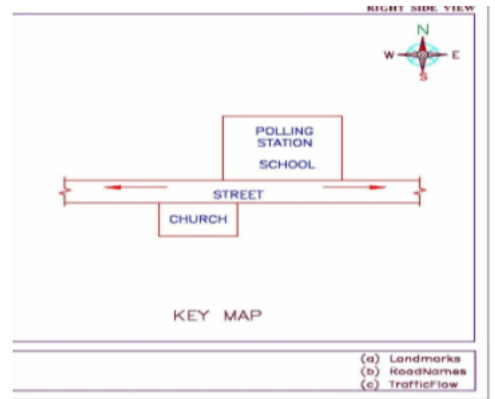 RIGHT SIDE VIEW
N
W E
S
POLLING
STATION
SCHOOL
STREET
CHURCH
KEY MAP
(a) Landmarks
(b) RoadNames
(c) TrafficFlow